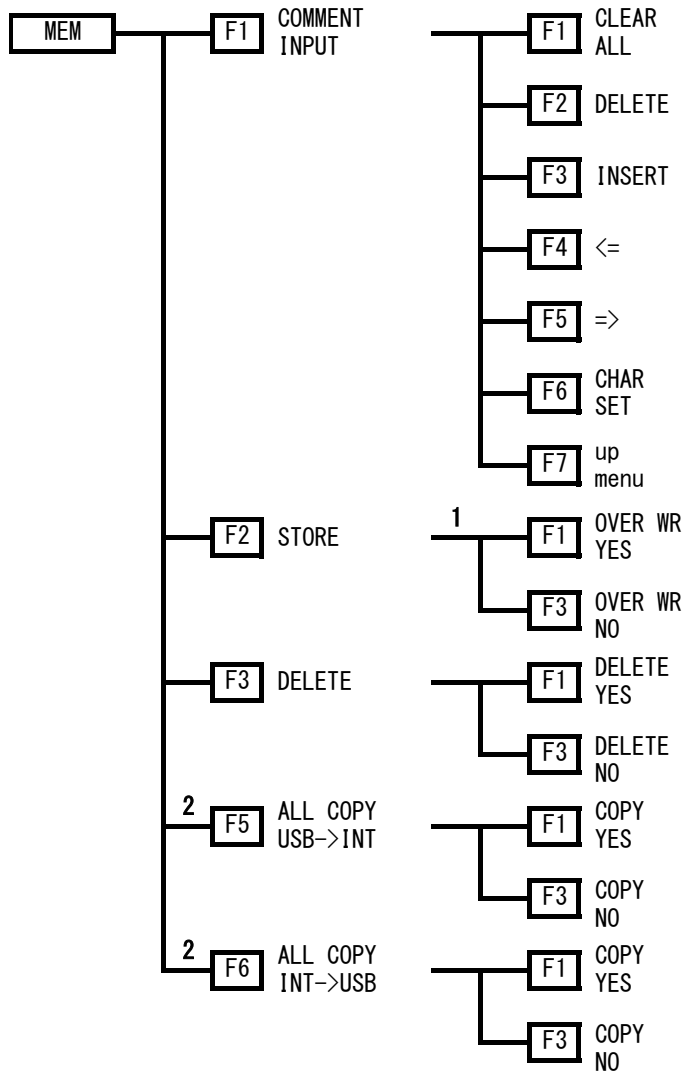 MEM
F1 COMMENT
INPUT
F1 CLEAR
ALL
F2 DELETE
F3 INSERT
F4 <=
F5 =>
F6 CHAR
SET
F7 up
menu
F2 STORE
1
F1 OVER WR
YES
F3 OVER WR
NO
F3 DELETE
F1 DELETE
YES
F3 DELETE
NO
2
F5 ALL COPY
USB->INT
F1 COPY
YES
F3 COPY
NO
2
F6 ALL COPY
INT->USB
F1 COPY
YES
F3 COPY
NO